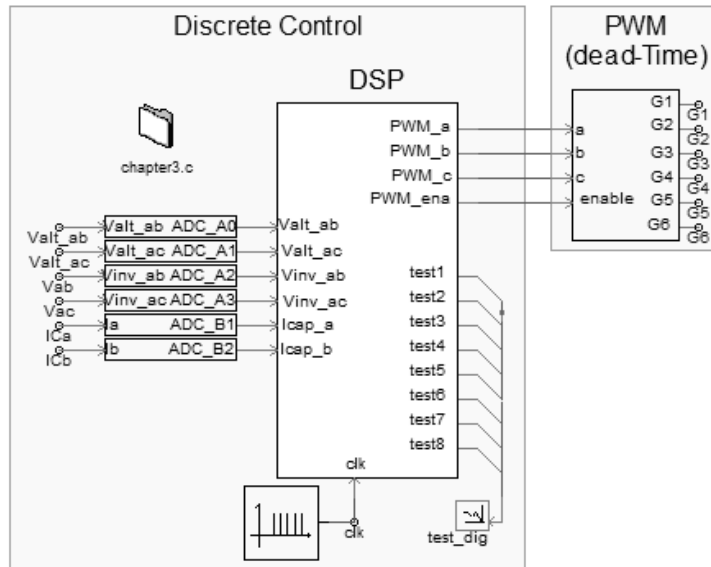 Discrete Control
PWM
(dead-Time)
DSP
chapter3.c
PWM_a
PWM_b
PWM_c
PWM_ena
a
b
c
enable
G1
G1
G2
G2
G3
G3
G4
G4
G5
G5
G6
G6
Valt_ab
Valt_ab ADC_A0
Valt_ab
Valt_ac
Valt_ac ADC_A1
Valt_ac
Vab
Vinv_ab ADC_A2
Vinv_ab
Vac
Vinv_ac ADC_A3
Vinv_ac
ICa
Ia ADC_B1
Icap_a
ICb
Ib ADC_B2
Icap_b
test1
test2
test3
test4
test5
test6
test7
test8
clk
clk
test_dig